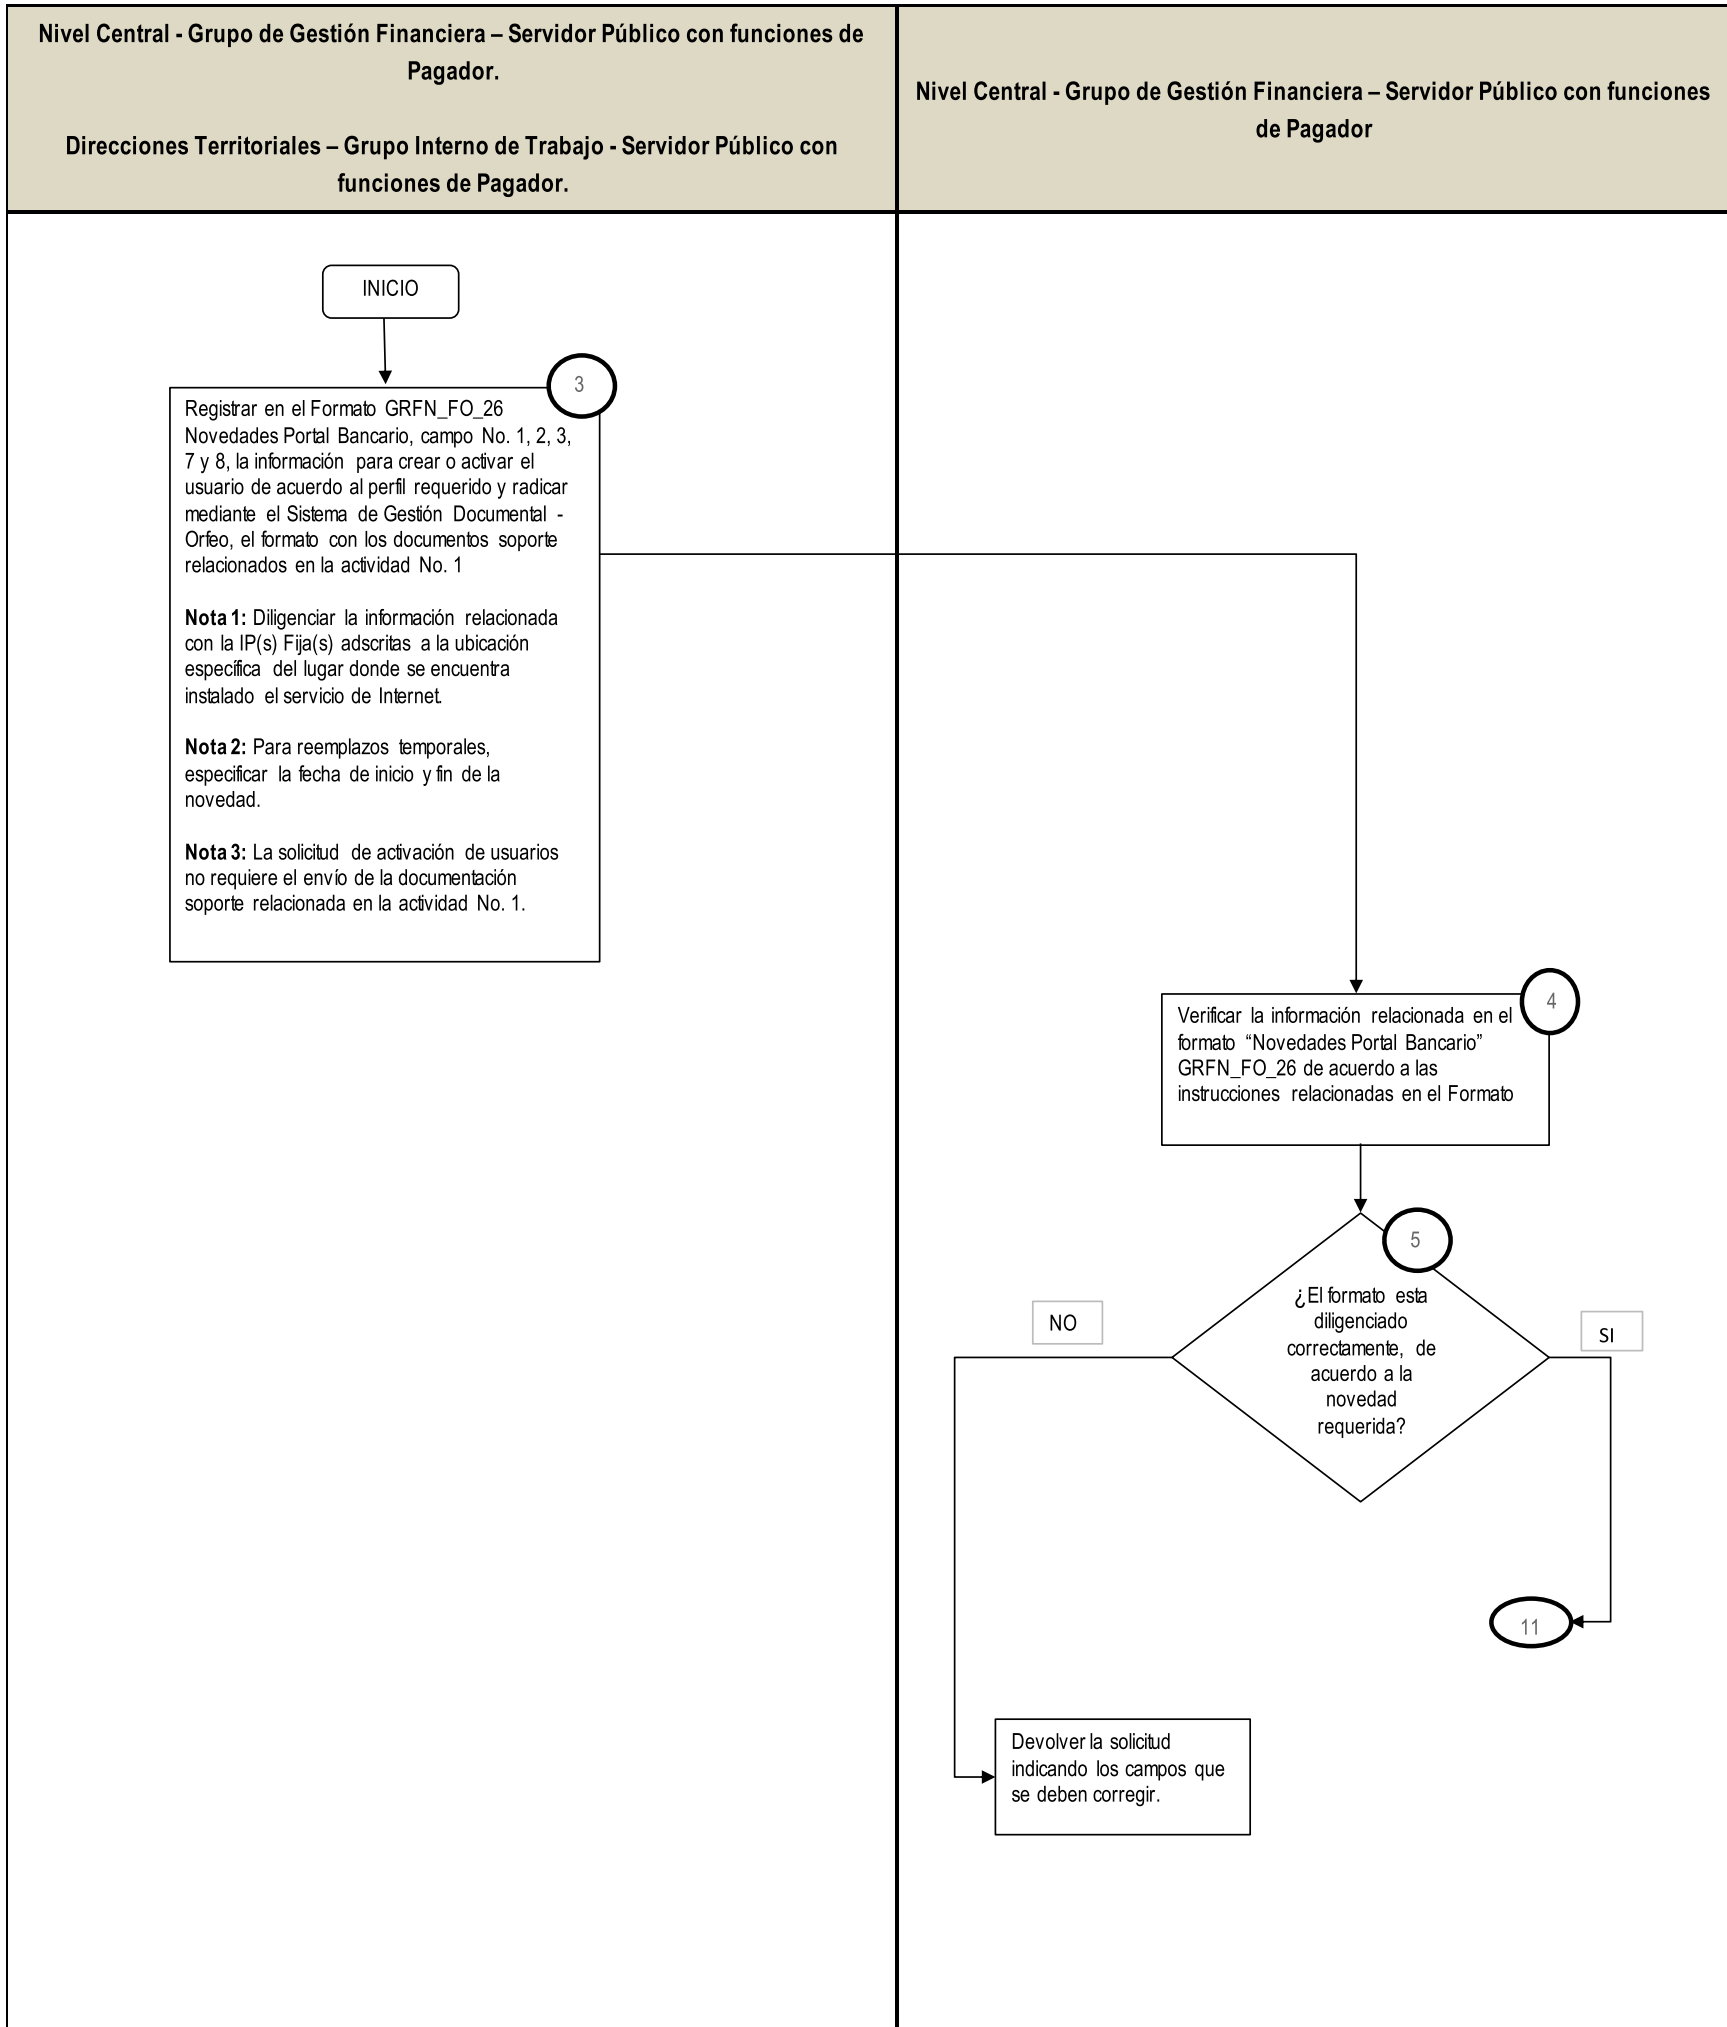 Nivel Central - Grupo de Gestión Financiera – Servidor Público con funciones de
Pagador.
Direcciones Territoriales – Grupo Interno de Trabajo - Servidor Público con
funciones de Pagador.
Nivel Central - Grupo de Gestión Financiera – Servidor Público con funciones
de Pagador
INICIO
3
Registrar en el Formato GRFN_FO_26
Novedades Portal Bancario, campo No. 1, 2, 3,
7 y 8, la información para crear o activar el
usuario de acuerdo al perfil requerido y radicar
mediante el Sistema de Gestión Documental -
Orfeo, el formato con los documentos soporte
relacionados en la actividad No. 1
Nota 1: Diligenciar la información relacionada
con la IP(s) Fija(s) adscritas a la ubicación
específica del lugar donde se encuentra
instalado el servicio de Internet.
Nota 2: Para reemplazos temporales,
especificar la fecha de inicio y fin de la
novedad.
Nota 3: La solicitud de activación de usuarios
no requiere el envío de la documentación
soporte relacionada en la actividad No. 1.
4
Verificar la información relacionada en el
formato “Novedades Portal Bancario”
GRFN_FO_26 de acuerdo a las
instrucciones relacionadas en el Formato
5
¿El formato esta
diligenciado
correctamente, de
acuerdo a la
novedad
requerida?
NO
SI
11
Devolver la solicitud
indicando los campos que
se deben corregir.